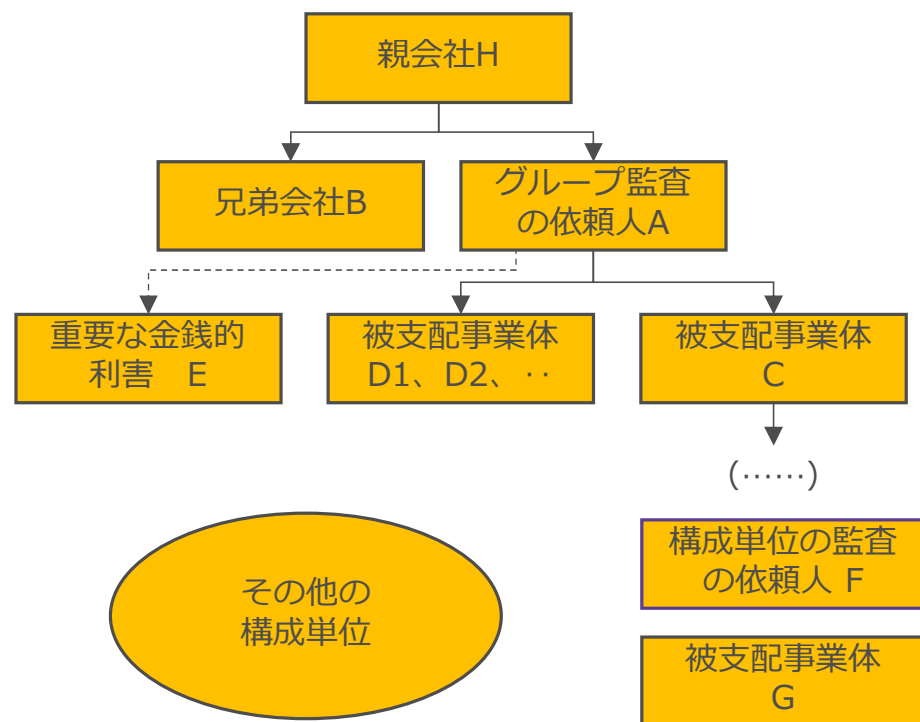 親会社H
兄弟会社B
グループ監査
の依頼人A
重要な金銭的
利害　E
被支配事業体
D1、D2、‥
被支配事業体
C
(……)
その他の
構成単位
構成単位の監査
の依頼人 F
被支配事業体
G